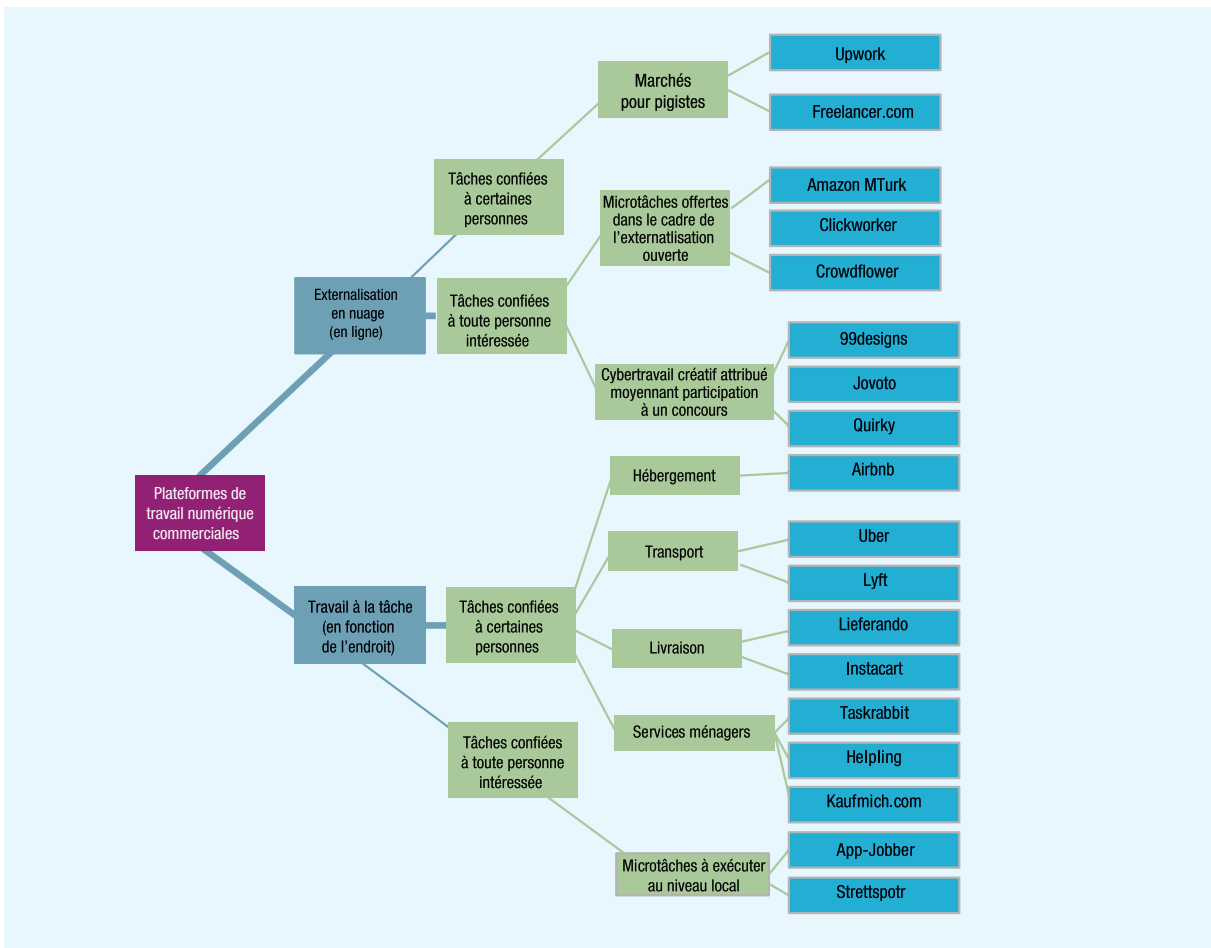 Upwork
Marchés
pour pigistes
Freelancer.com
Tâches confiées
à certaines
personnes
Amazon MTurk
Microtâches offertes
dans le cadre de
l'externatlisation
ouverte
Clickworker
Crowdflower
Externalisation
en nuage
(en ligne)
Tâches confiées
à toute personne
intéressée
99designs
Cybertravail créatif attribué
moyennant participation
à un concours
Jovoto
Quirky
Hébergement
Airbnb
Plateformes de
travail numérique
commerciales
Transport
Uber
Lyft
Travail à la tâche
(en fonction
de l'endroit)
Tâches confiées
à certaines
personnes
Livraison
Lieferando
Instacart
Services ménagers
Taskrabbit
Helpling
Kaufmich.com
Tâches confiées
à toute personne
intéressée
Microtâches à exécuter
au niveau local
App-Jobber
Strettspotr